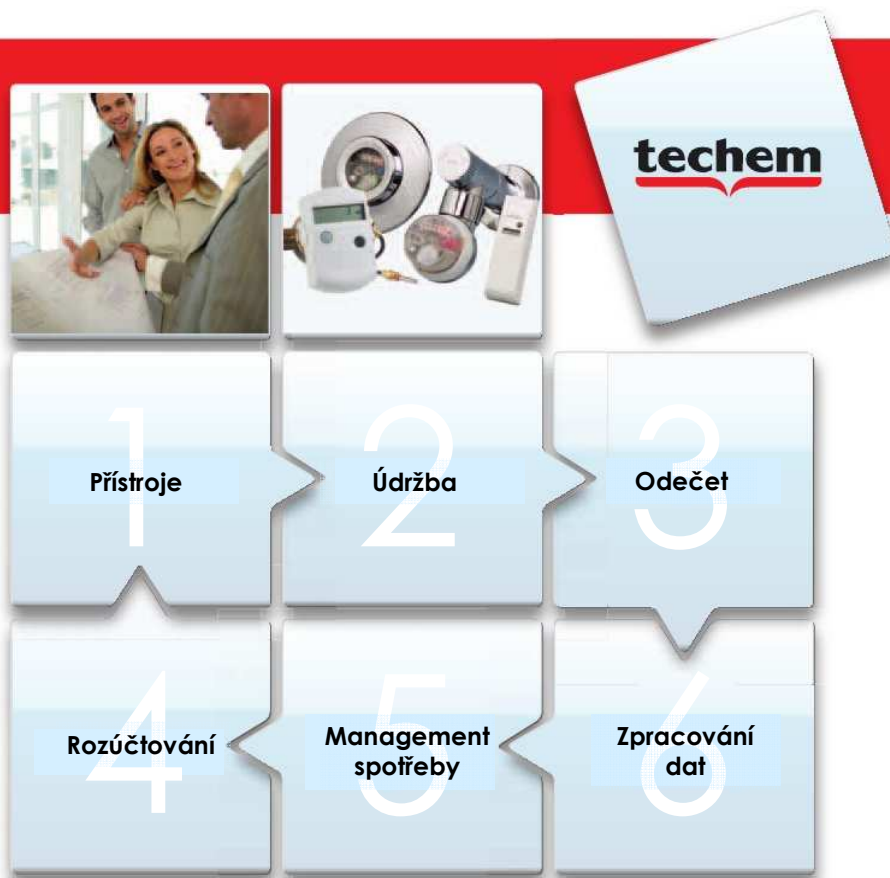 techem
1
Přístroje
2
Údržba
3
Odečet
4
Rozúčtování
5
Management
spotřeby
6
Zpracování
dat